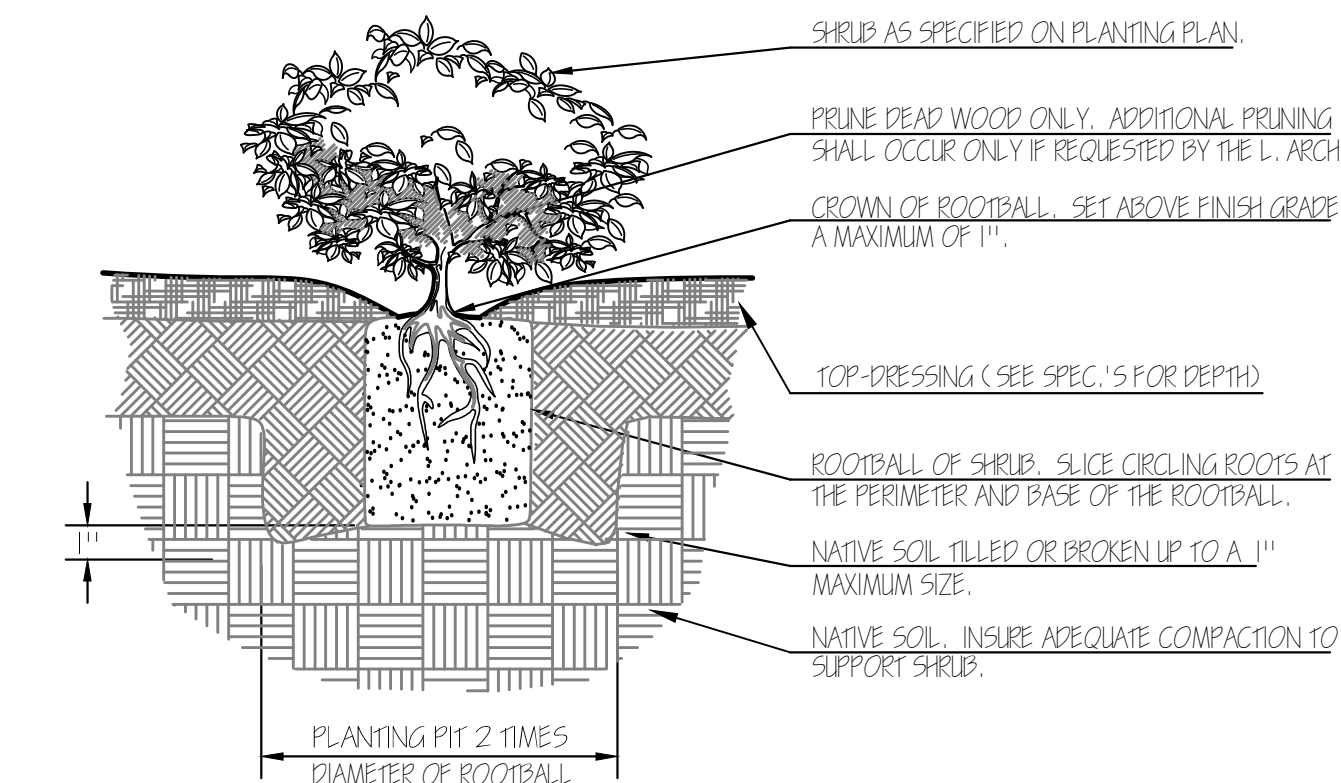 SHRUB AS SPECIFIED ON PLANTING PLAN.
PRUNE DEAD WOOD ONLY. ADDITIONAL PRUNING
SHALL OCCUR ONLY IF REQUESTED BY THE L. ARCH
CROWN OF ROOTBALL. SET ABOVE FINISH GRADE
A MAXIMUM OF 1".
TOP-DRESSING (SEE SPEC.'S FOR DEPTH)
ROOTBALL OF SHRUB. SLICE CIRCLING ROOTS AT
THE PERIMETER AND BASE OF THE ROOTBALL.
1"
NATIVE SOIL TILLED OR BROKEN UP TO A 1"
MAXIMUM SIZE.
NATIVE SOIL. INSURE ADEQUATE COMPACTION TO
SUPPORT SHRUB.
PLANTING PIT 2 TIMES
DIAMETER OF ROOTBALL